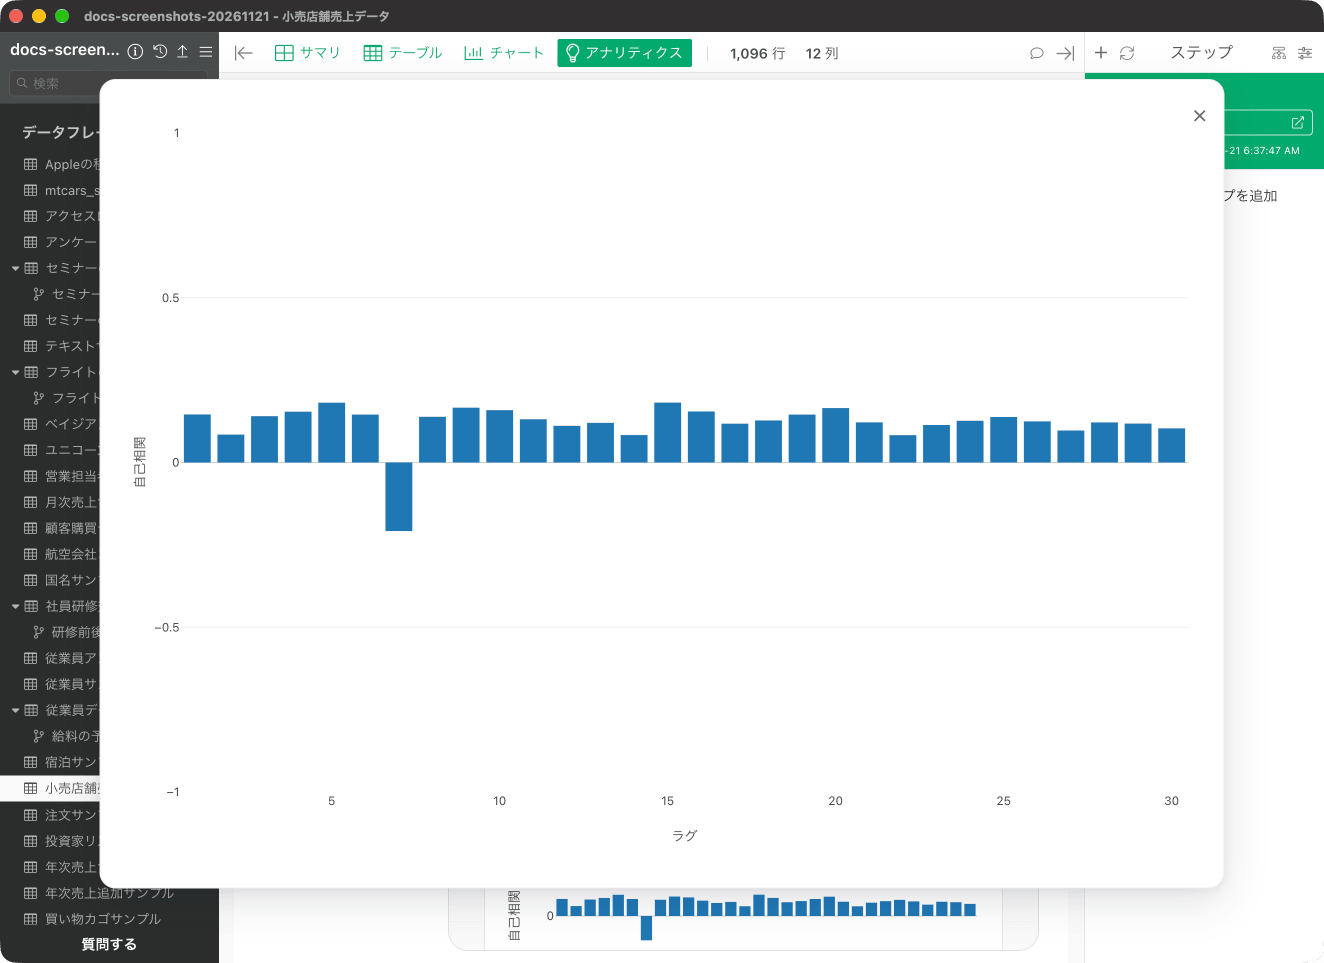 docs-screenshots-20261121 - 小売店舗売上データ
docs-screen...
サマリ
テーブル
チャート
アナリティクス
1,096 行
12 列
ステップ
検索
-21 6:37:47 AM
プを追加
データフレー
Appleの
mtcars_s
アクセス
アンケー
セミナー
セミナー
セミナーの
テキスト
フライト
フライト
ベイジア
ユニコー
営業担当
月次売上
顧客購買
航空会社
国名サン
社員研修
研修前後
従業員ア
従業員サ
従業員デ
給料の予
宿泊サン
小売店舗
注文サン
投資家リ
年次売上
年次売上追加サンプル
買い物カゴサンプル
質問する
1
0.5
0
−0.5
−1
自己相関
5
10
15
20
25
30
ラグ
自己相関
0